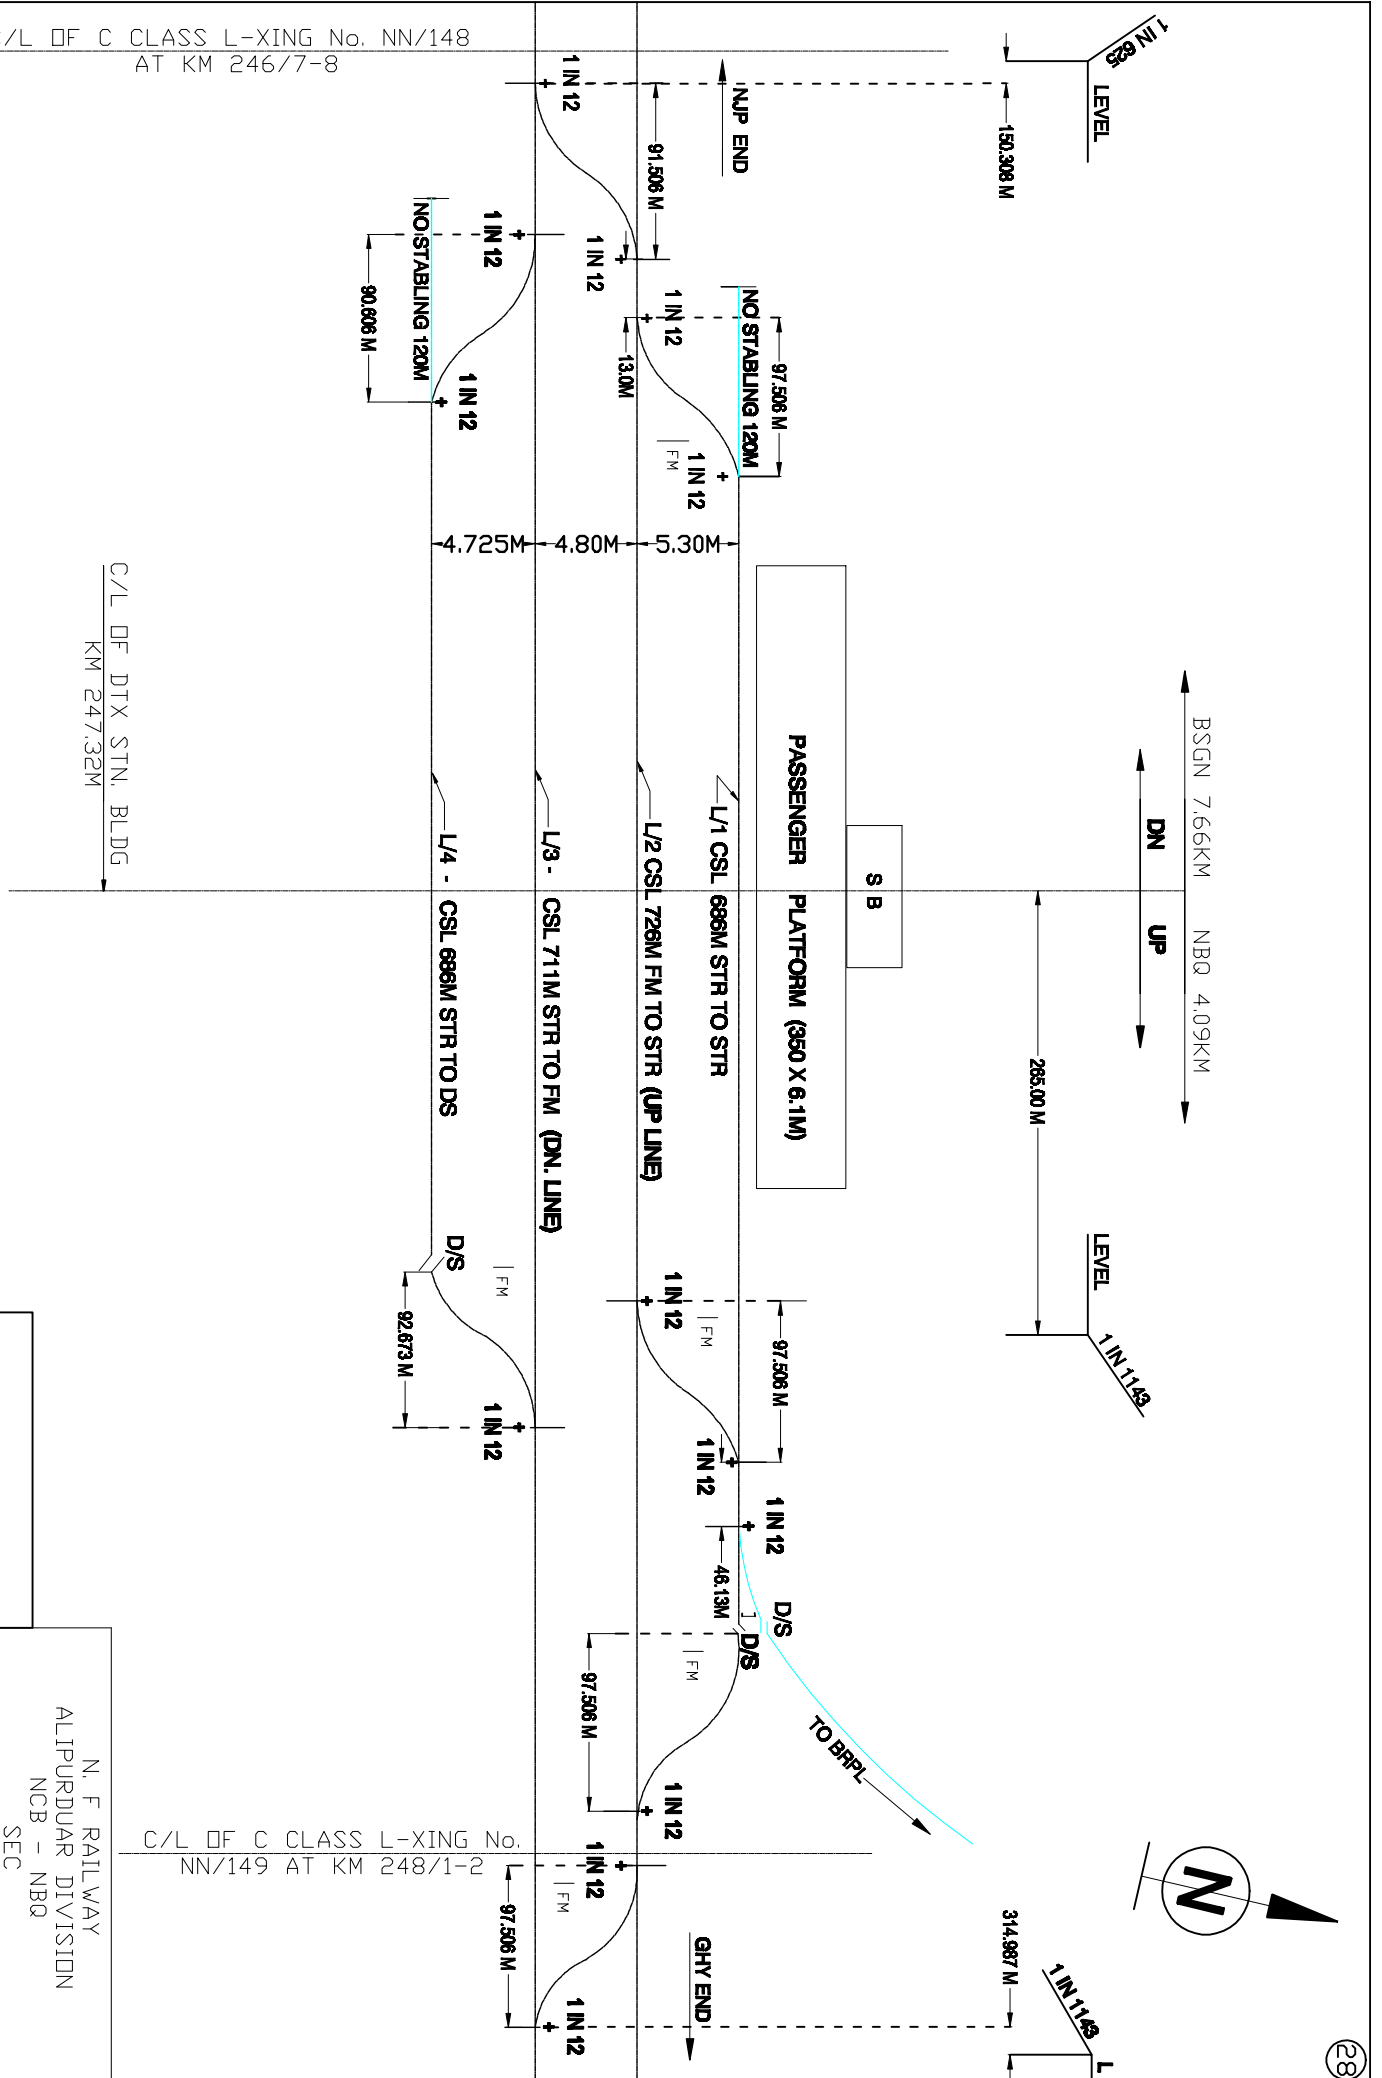 28
1 IN 625
LEVEL
150.308 M
BSGN 7.66KM NBQ 4.09KM
DN UP
265.00 M
LEVEL
1 IN 1143
N
314.987 M
1 IN 1143
L
C/L OF C CLASS L-XING No. NN/148
AT KM 246/7-8
NJP END
S B
PASSENGER PLATFORM (350 X 6.1M)
TO BRPL
GHY END
97.506 M
NO STABLING 120M
1 IN 12
FM
L/1 CSL 686M STR TO STR
97.506 M
FM
1 IN 12
1 IN 12
D/S
46.13M
D/S
FM
91.506 M
1 IN 12
1 IN 12
1 IN 12
13.0M
5.30M
L/2 CSL 726M FM TO STR (UP LINE)
1 IN 12
97.506 M
1 IN 12
1 IN 12
FM
4.80M
L/3 - CSL 711M STR TO FM (DN. LINE)
1 IN 12
97.506 M
1 IN 12
1 IN 12
NO STABLING 120M
90.606 M
4.725M
L/4 - CSL 686M STR TO DS
D/S
FM
92.673 M
1 IN 12
C/L OF DTX STN. BLDG
KM 247.32M
C/L OF C CLASS L-XING No.
NN/149 AT KM 248/1-2
N. F RAILWAY
ALIPURDUAR DIVISION
NCB - NBQ
SEC